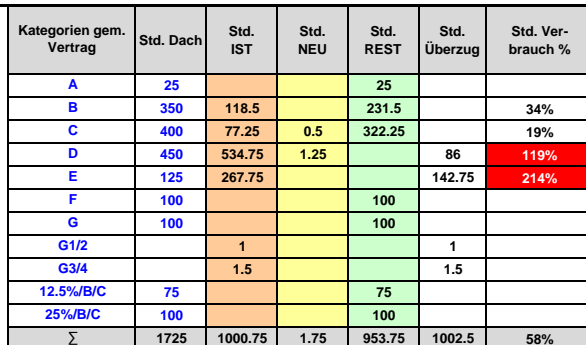 Kategorien gem. Vertrag Std. Dach Std. IST Std. NEU Std. REST Std. Überzug Std. Ver-brauch %
A 25 25
B 350 118.5 231.5 34%
C 400 77.25 0.5 322.25 19%
D 450 534.75 1.25 86 119%
E 125 267.75 142.75 214%
F 100 100
G 100 100
G1/2 1 1
G3/4 1.5 1.5
12.5%/B/C 75 75
25%/B/C 100 100
∑ 1725 1000.75 1.75 953.75 1002.5 58%